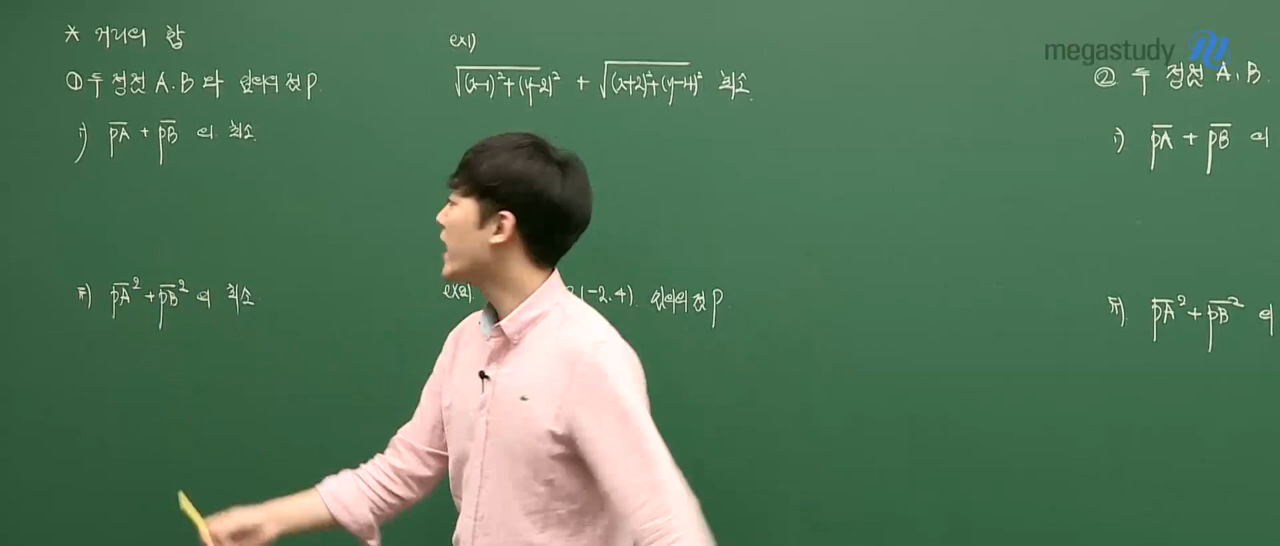 * 거리의 합
① 두 정점 A.B 와 임의의 점 P.
i) PA + PB 의 최소
ii) PA² + PB² 의 최소
ex1)
√(x-1)²+(y-2)² + √(x+2)²+(y-4)² 최소.
ex2). (-2.4). 임의의 점 P.
megastudy
② 두 정점 A. B.
i) PA + PB 의
ii). PA² + PB² 의